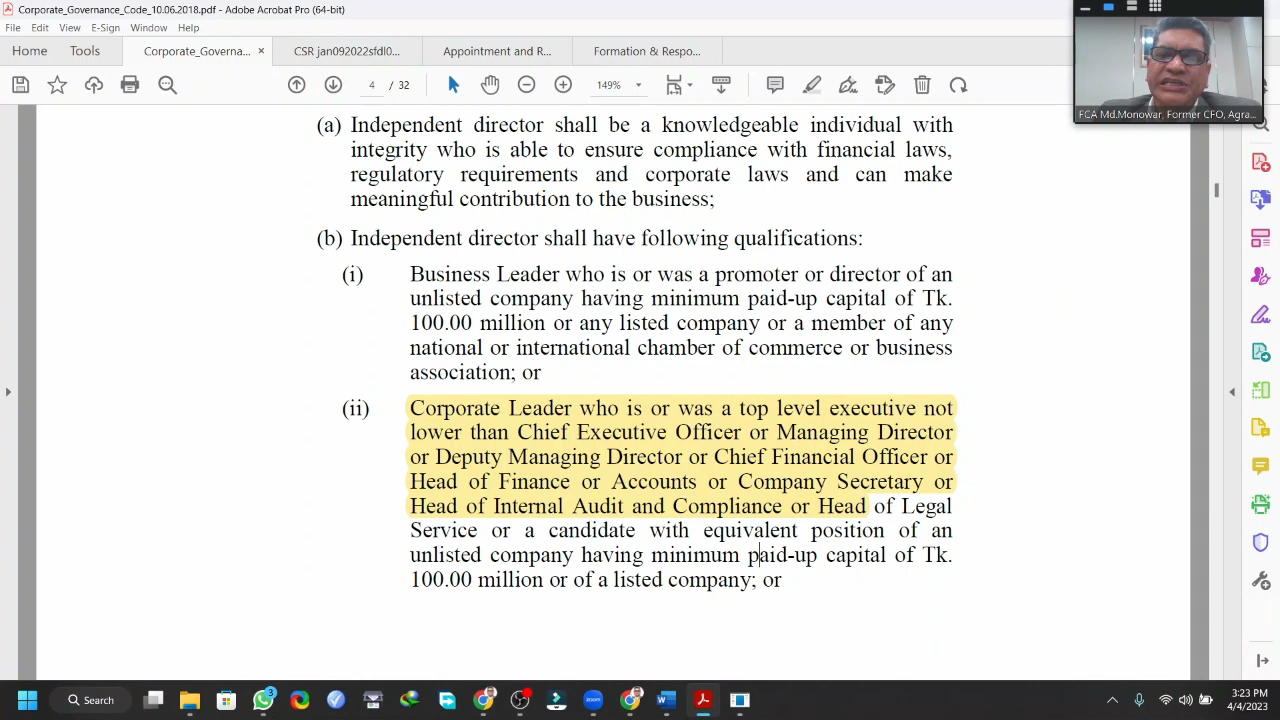 Corporate_Governance_Code_10.06.2018.pdf - Adobe Acrobat Pro (64-bit)
File Edit View E-Sign Window Help
Home Tools Corporate_Governa... × CSR jan092022sfdl0... Appointment and R... Formation & Respo...
4 / 32 149%
FCA Md.Monowar, Former CFO, Agra...
(a) Independent director shall be a knowledgeable individual with
integrity who is able to ensure compliance with financial laws,
regulatory requirements and corporate laws and can make
meaningful contribution to the business;
(b) Independent director shall have following qualifications:
(i) Business Leader who is or was a promoter or director of an
unlisted company having minimum paid-up capital of Tk.
100.00 million or any listed company or a member of any
national or international chamber of commerce or business
association; or
(ii) Corporate Leader who is or was a top level executive not
lower than Chief Executive Officer or Managing Director
or Deputy Managing Director or Chief Financial Officer or
Head of Finance or Accounts or Company Secretary or
Head of Internal Audit and Compliance or Head of Legal
Service or a candidate with equivalent position of an
unlisted company having minimum paid-up capital of Tk.
100.00 million or of a listed company; or
Search 3 zoom 3:23 PM
4/4/2023